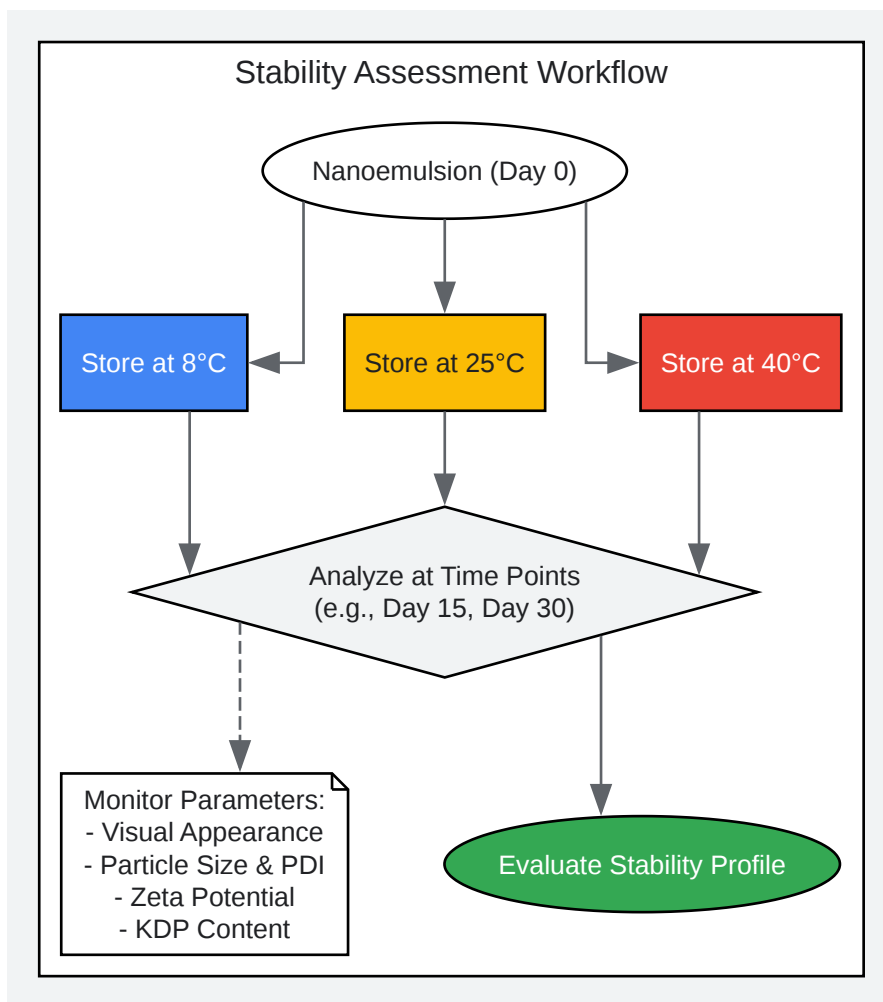 Stability Assessment Workflow
Nanoemulsion (Day 0)
Store at 8°C
Store at 25°C
Store at 40°C
Analyze at Time Points
(e.g., Day 15, Day 30)
Monitor Parameters:
- Visual Appearance
- Particle Size & PDI
- Zeta Potential
- KDP Content
Evaluate Stability Profile